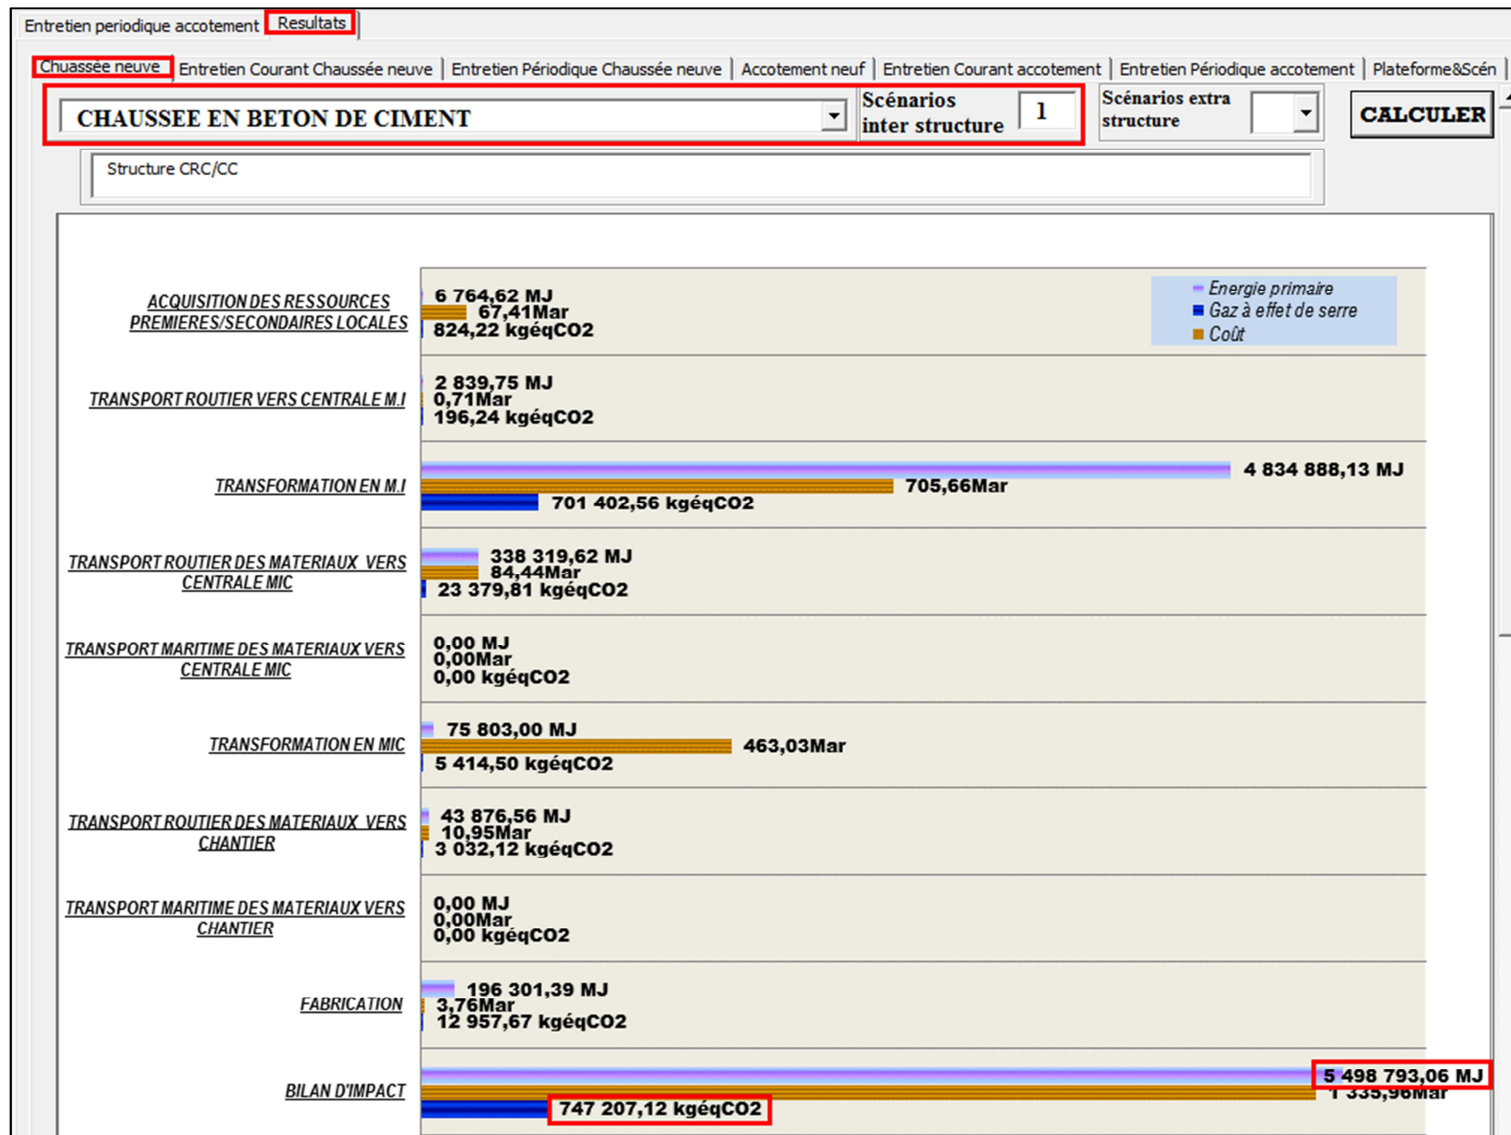 Entretien periodique accotement
Resultats
Chuassée neuve
Entretien Courant Chaussée neuve
Entretien Périodique Chaussée neuve
Accotement neuf
Entretien Courant accotement
Entretien Périodique accotement
Plateforme&Scén
CHAUSSEE EN BETON DE CIMENT
Scénarios
inter structure
1
Scénarios extra
structure
CALCULER
Structure CRC/CC
Energie primaire
Gaz à effet de serre
Coût
ACQUISITION DES RESSOURCES
PREMIERES/SECONDAIRES LOCALES
6 764,62 MJ
67,41Mar
824,22 kgéqCO2
TRANSPORT ROUTIER VERS CENTRALE M.I
2 839,75 MJ
0,71Mar
196,24 kgéqCO2
TRANSFORMATION EN M.I
4 834 888,13 MJ
705,66Mar
701 402,56 kgéqCO2
TRANSPORT ROUTIER DES MATERIAUX VERS
CENTRALE MIC
338 319,62 MJ
84,44Mar
23 379,81 kgéqCO2
TRANSPORT MARITIME DES MATERIAUX VERS
CENTRALE MIC
0,00 MJ
0,00Mar
0,00 kgéqCO2
TRANSFORMATION EN MIC
75 803,00 MJ
463,03Mar
5 414,50 kgéqCO2
TRANSPORT ROUTIER DES MATERIAUX VERS
CHANTIER
43 876,56 MJ
10,95Mar
3 032,12 kgéqCO2
TRANSPORT MARITIME DES MATERIAUX VERS
CHANTIER
0,00 MJ
0,00Mar
0,00 kgéqCO2
FABRICATION
196 301,39 MJ
3,76Mar
12 957,67 kgéqCO2
BILAN D'IMPACT
5 498 793,06 MJ
1 335,96Mar
747 207,12 kgéqCO2